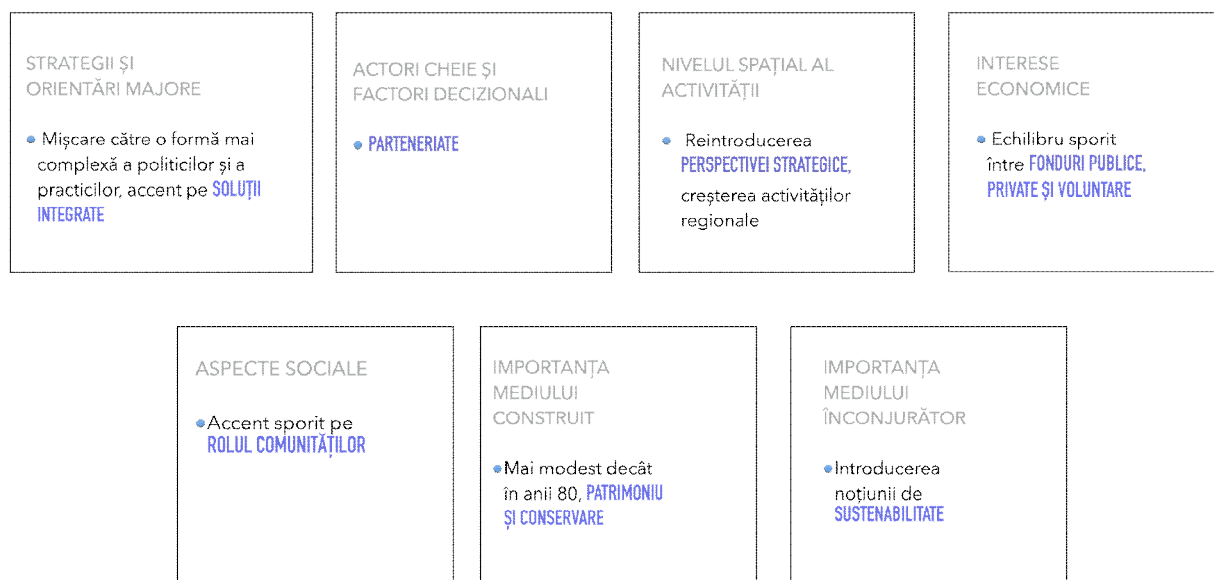 STRATEGII ȘI
ORIENTĂRI MAJORE
• Mișcare către o formă mai
complexă a politicilor și a
practicilor, accent pe SOLUȚII
INTEGRATE
ACTORI CHEIE ȘI
FACTORI DECIZIONALI
• PARTENERIATE
NIVELUL SPAȚIAL AL
ACTIVITĂȚII
• Reintroducerea
PERSPECTIVEI STRATEGICE,
creșterea activităților
regionale
INTERESE
ECONOMICE
• Echilibru sporit
între FONDURI PUBLICE,
PRIVATE ȘI VOLUNTARE
ASPECTE SOCIALE
• Accent sporit pe
ROLUL COMUNITĂȚILOR
IMPORTANȚA
MEDIULUI
CONSTRUIT
• Mai modest decât
în anii 80, PATRIMONIU
ȘI CONSERVARE
IMPORTANȚA
MEDIULUI
ÎNCONJURĂTOR
• Introducerea
noțiunii de
SUSTENABILITATE